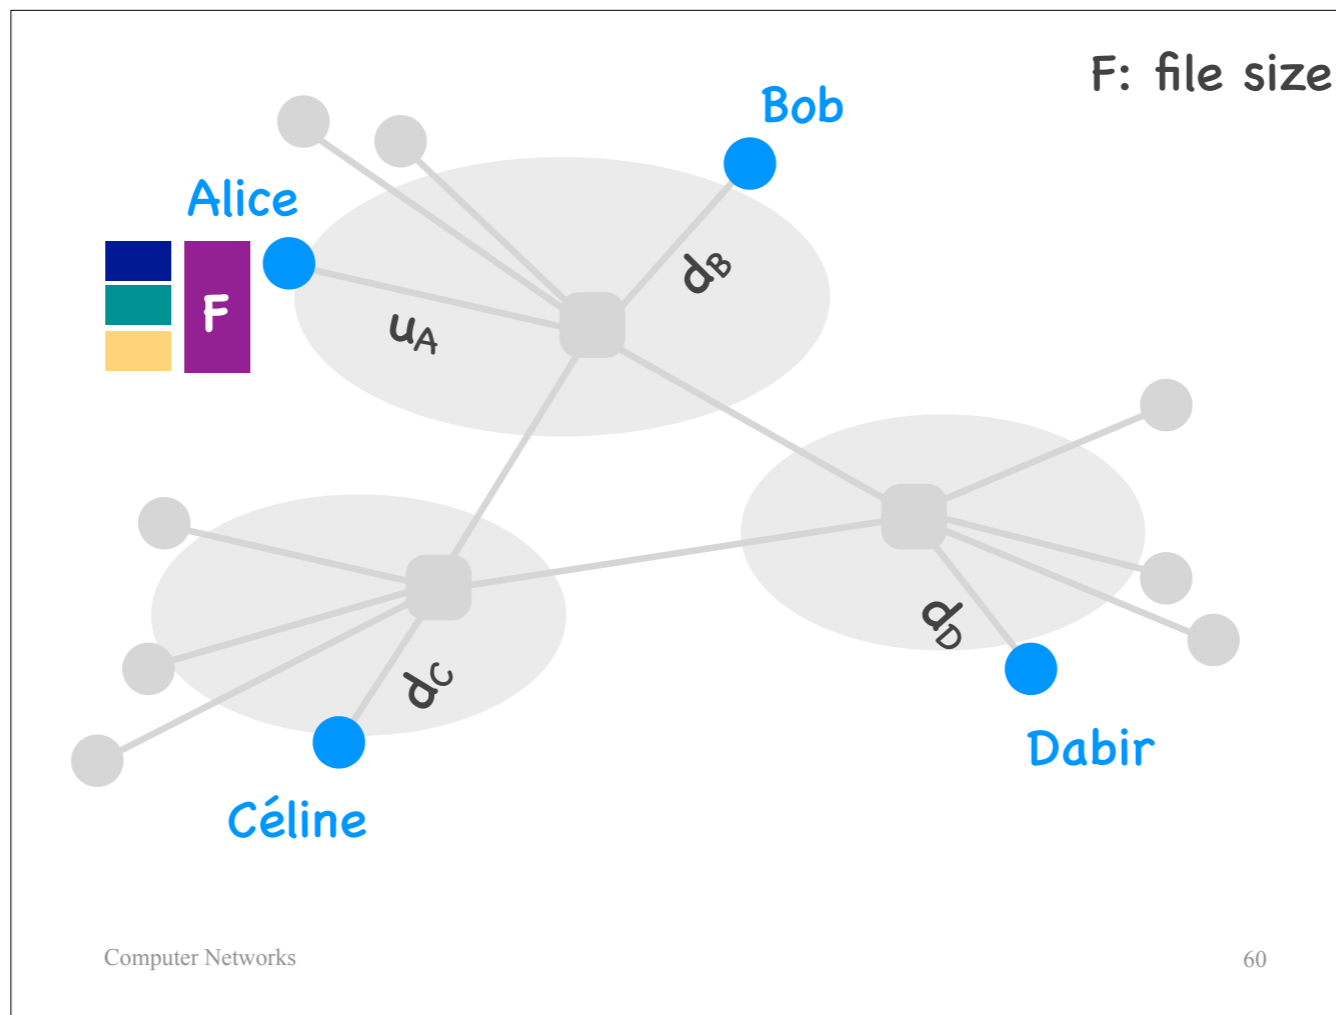 F: file size
Bob
Alice
F
dB
uA
dC
dD
Céline
Dabir
Computer Networks
60